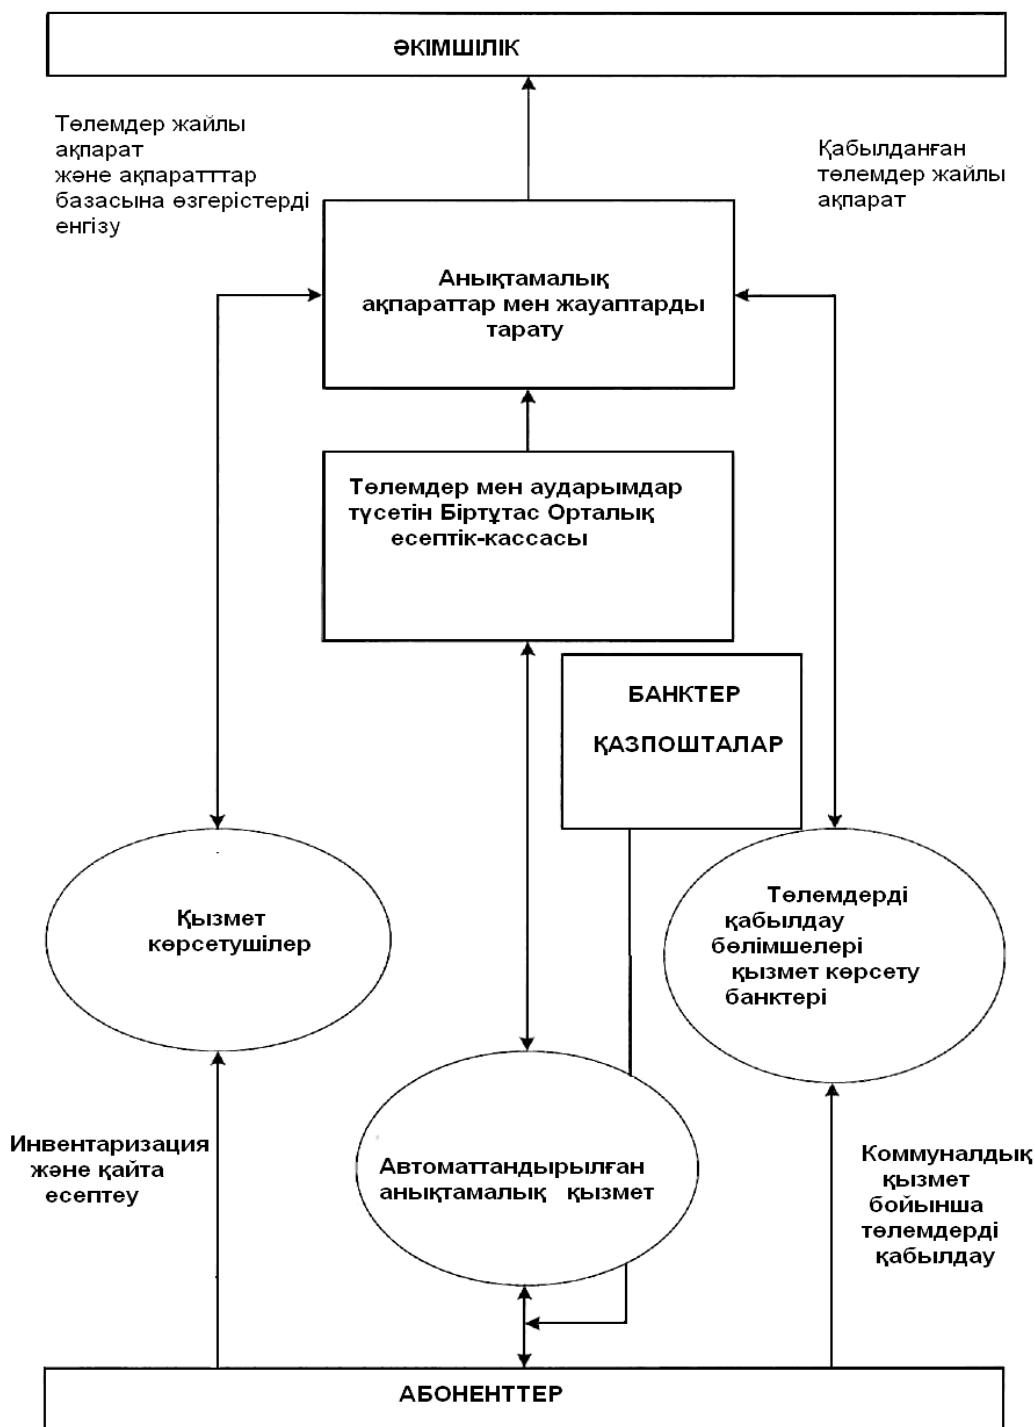 ӘКІМШІЛІК
Төлемдер жайлы
ақпарат
және ақпаратттар
базасына өзгерістерді
енгізу
Қабылданған
төлемдер жайлы
ақпарат
Анықтамалық
ақпараттар мен жауаптарды
тарату
Төлемдер мен аударымдар
түсетін Біртұтас Орталық
есептік-кассасы
БАНКТЕР
ҚАЗПОШТАЛАР
Қызмет
көрсетушілер
Төлемдерді
қабылдау
бөлімшелері
қызмет көрсету
банктері
Инвентаризация
және қайта
есептеу
Автоматтандырылған
анықтамалық қызмет
Коммуналдық
қызмет
бойынша
төлемдерді
қабылдау
АБОНЕНТТЕР